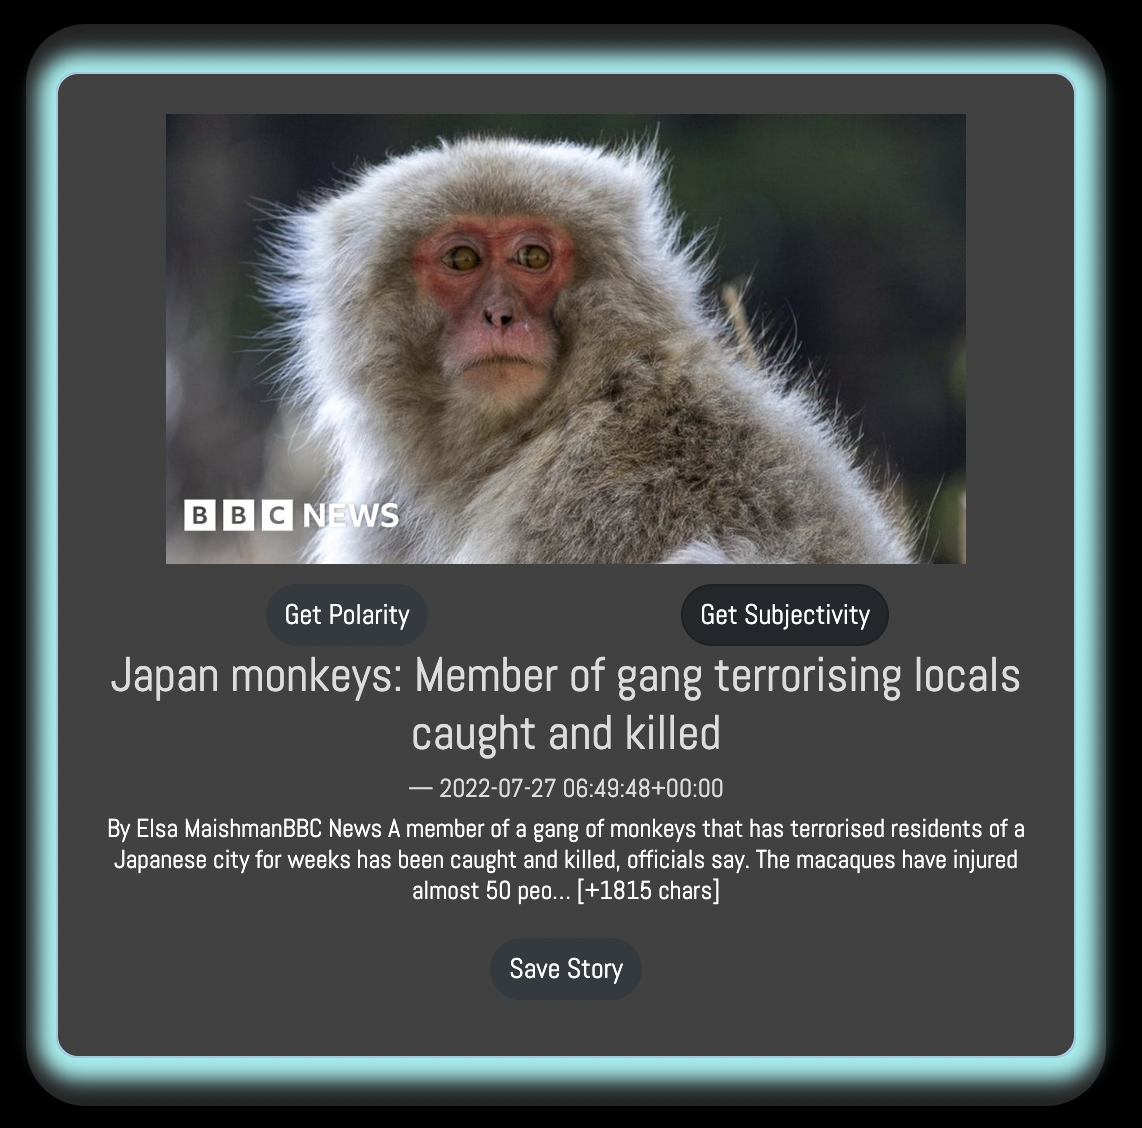 BBC NEWS
Get Polarity
Get Subjectivity
Japan monkeys: Member of gang terrorising locals
caught and killed
— 2022-07-27 06:49:48+00:00
By Elsa MaishmanBBC News A member of a gang of monkeys that has terrorised residents of a
Japanese city for weeks has been caught and killed, officials say. The macaques have injured
almost 50 peo… [+1815 chars]
Save Story